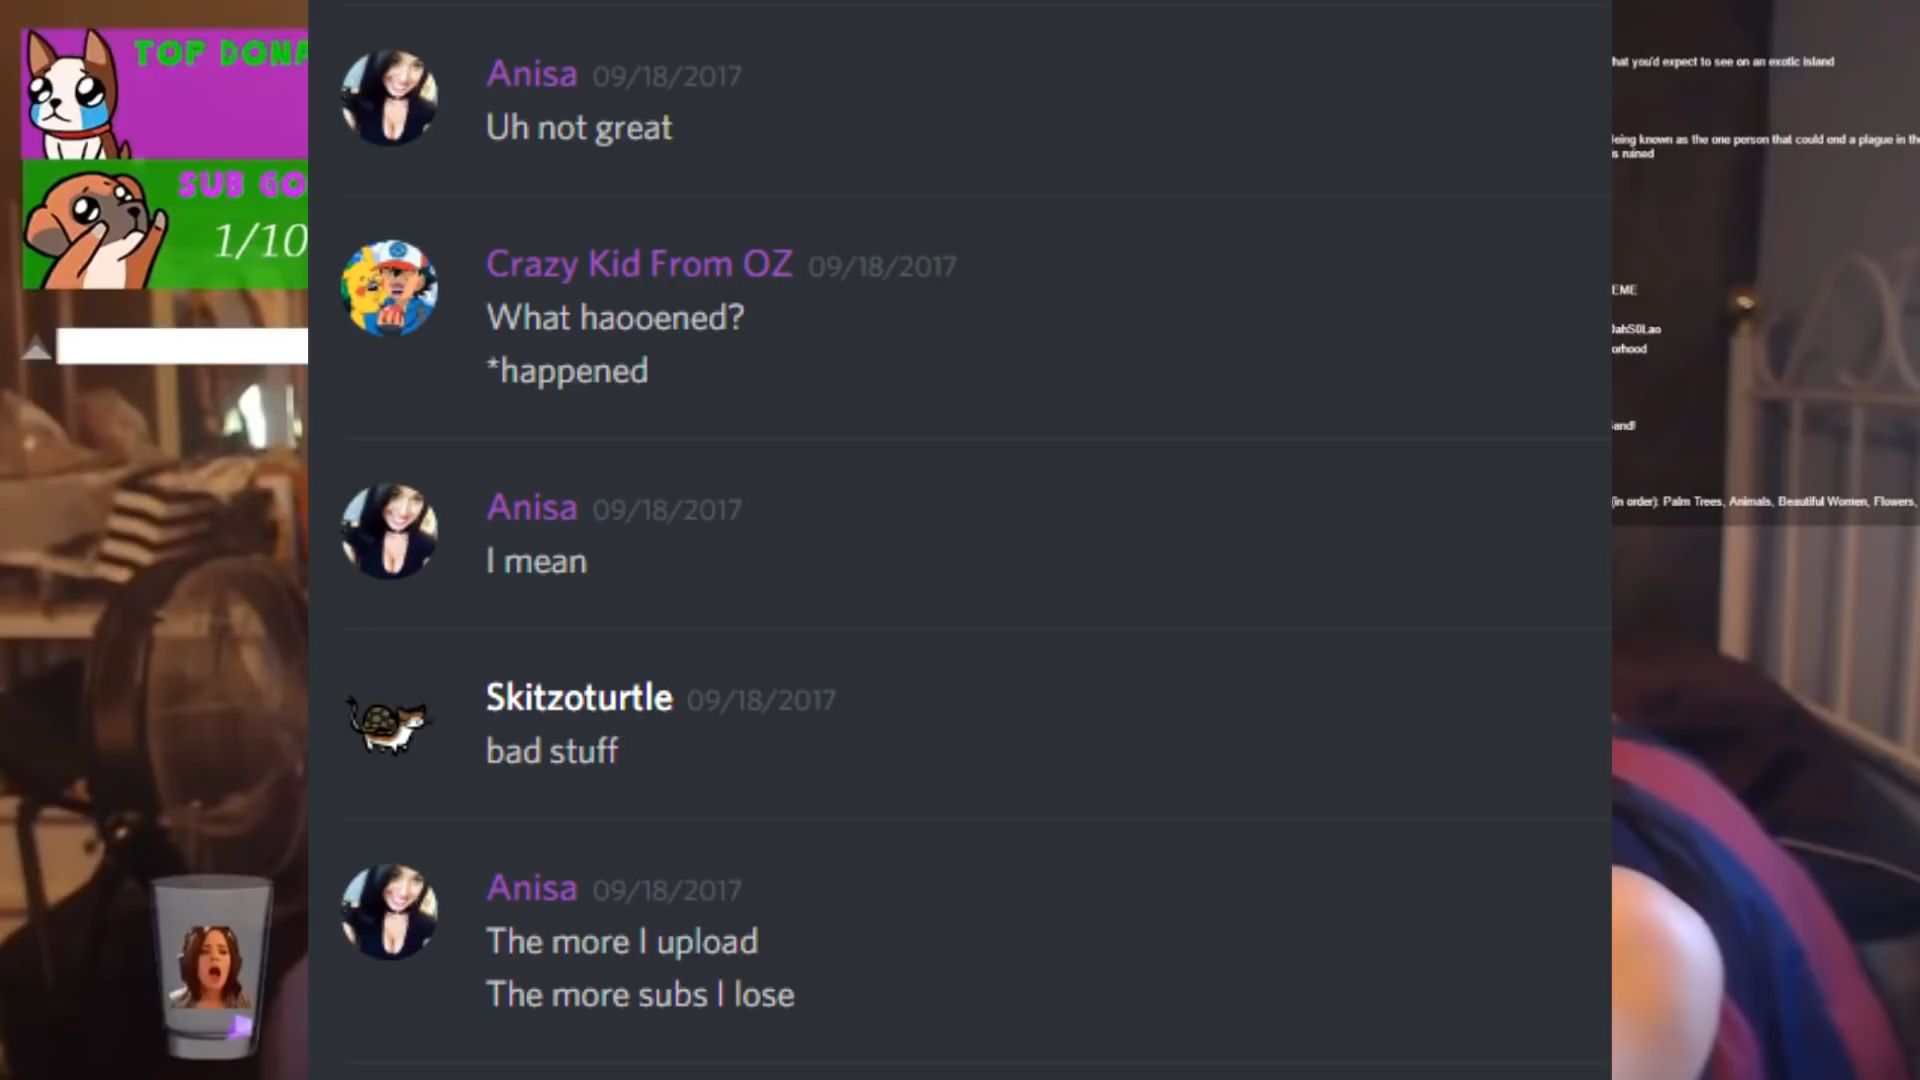 TOP DONA
SUB GO
1/10
Anisa 09/18/2017
Uh not great
Crazy Kid From OZ 09/18/2017
What haooened?
*happened
Anisa 09/18/2017
I mean
Skitzoturtle 09/18/2017
bad stuff
Anisa 09/18/2017
The more I upload
The more subs I lose
hat you'd expect to see on an exotic island
eing known as the one person that could end a plague in th
is ruined
EME
orhood
and!
(in order): Palm Trees, Animals, Beautiful Women, Flowers,